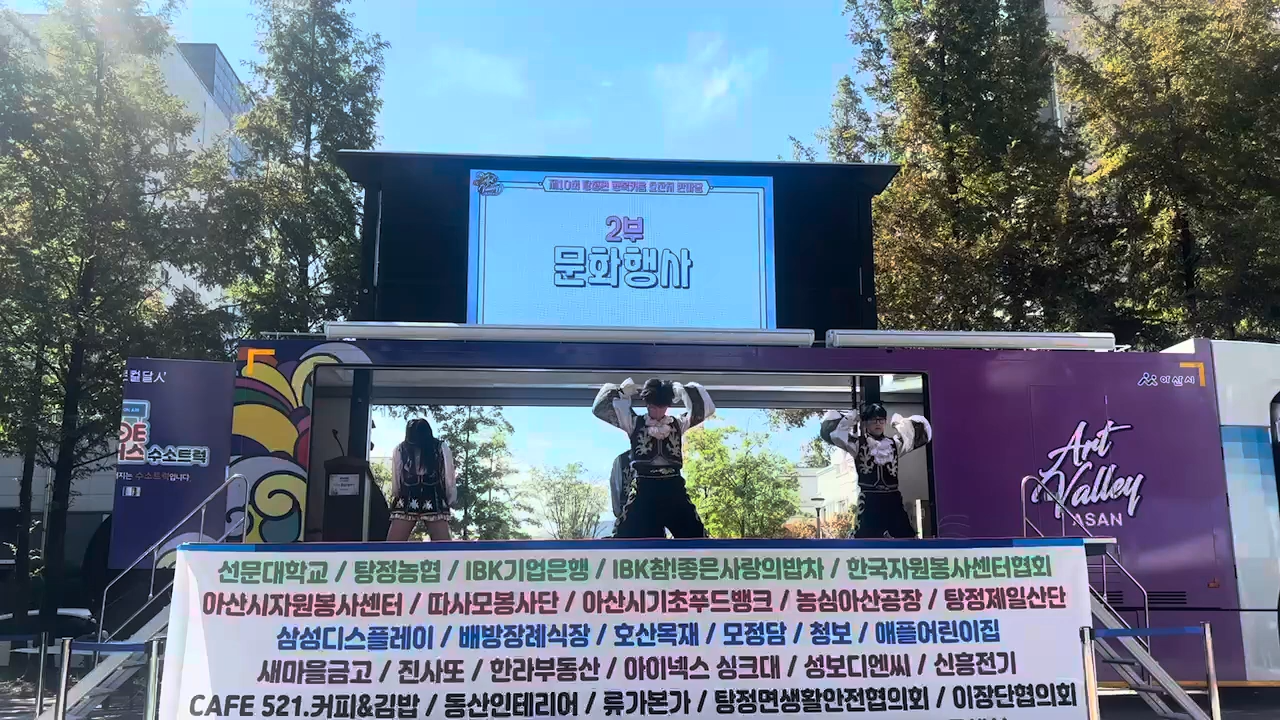 2부
문화행사
수소트럭
아산시
Art
Valley
ASAN
선문대학교 / 탕정농협 / IBK기업은행 / IBK참!좋은사랑의밥차 / 한국자원봉사센터협회
아산시자원봉사센터 / 따사모봉사단 / 아산시기초푸드뱅크 / 농심아산공장 / 탕정제일산단
삼성디스플레이 / 배방장례식장 / 호산목재 / 모정담 / 청보 / 애플어린이집
새마을금고 / 진사또 / 한라부동산 / 아이넥스 싱크대 / 성보디엔씨 / 신흥전기
CAFE 521.커피&김밥 / 동산인테리어 / 류가본가 / 탕정면생활안전협의회 / 이장단협의회